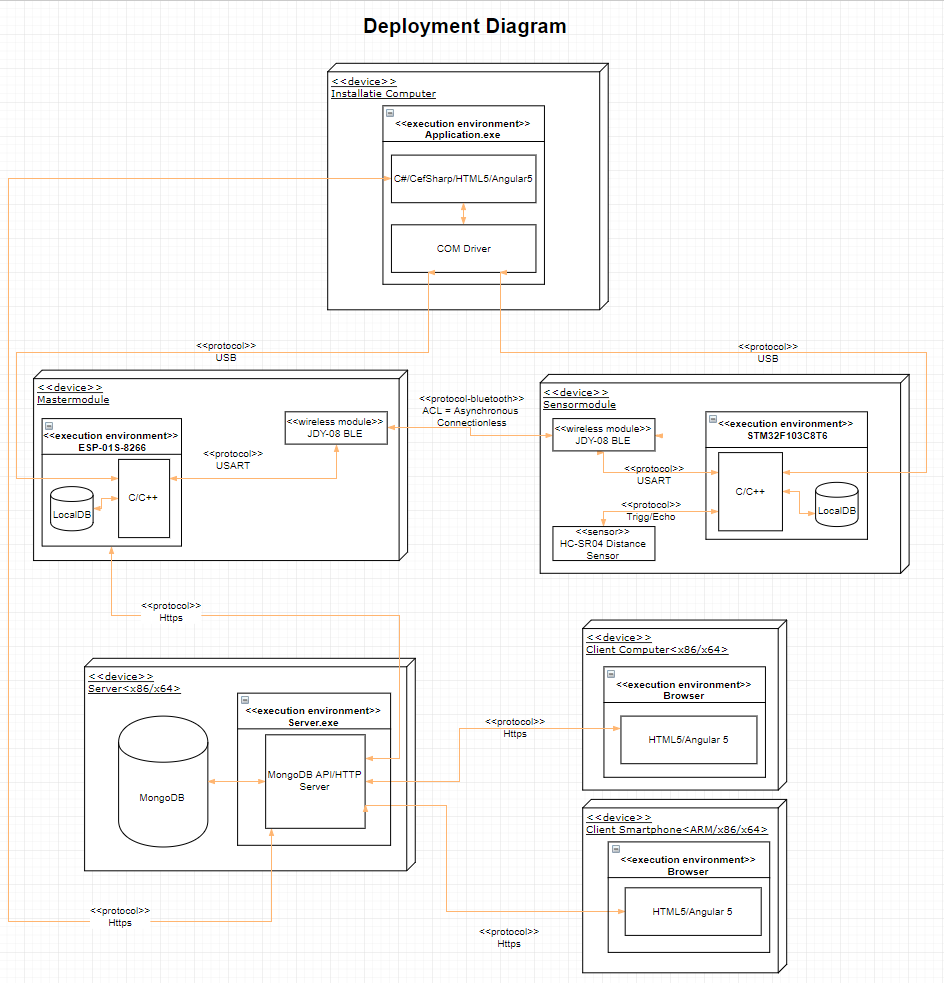 Deployment Diagram
<<device>>
Installatie Computer
<<execution environment>>
Application.exe
C#/CefSharp/HTML5/Angular5
COM Driver
<<protocol>>
USB
<<protocol>>
USB
<<device>>
Mastermodule
<<execution environment>>
ESP-01S-8266
LocalDB
C/C++
<<protocol>>
USART
<<wireless module>>
JDY-08 BLE
<<protocol-bluetooth>>
ACL = Asynchronous
Connectionless
<<device>>
Sensormodule
<<wireless module>>
JDY-08 BLE
<<protocol>>
USART
<<protocol>>
Trigg/Echo
<<sensor>>
HC-SR04 Distance
Sensor
<<execution environment>>
STM32F103C8T6
C/C++
LocalDB
<<protocol>>
Https
<<device>>
Server<x86/x64>
MongoDB
<<execution environment>>
Server.exe
MongoDB API/HTTP
Server
<<protocol>>
Https
<<device>>
Client Computer<x86/x64>
<<execution environment>>
Browser
HTML5/Angular 5
<<device>>
Client Smartphone<ARM/x86/x64>
<<execution environment>>
Browser
HTML5/Angular 5
<<protocol>>
Https
<<protocol>>
Https